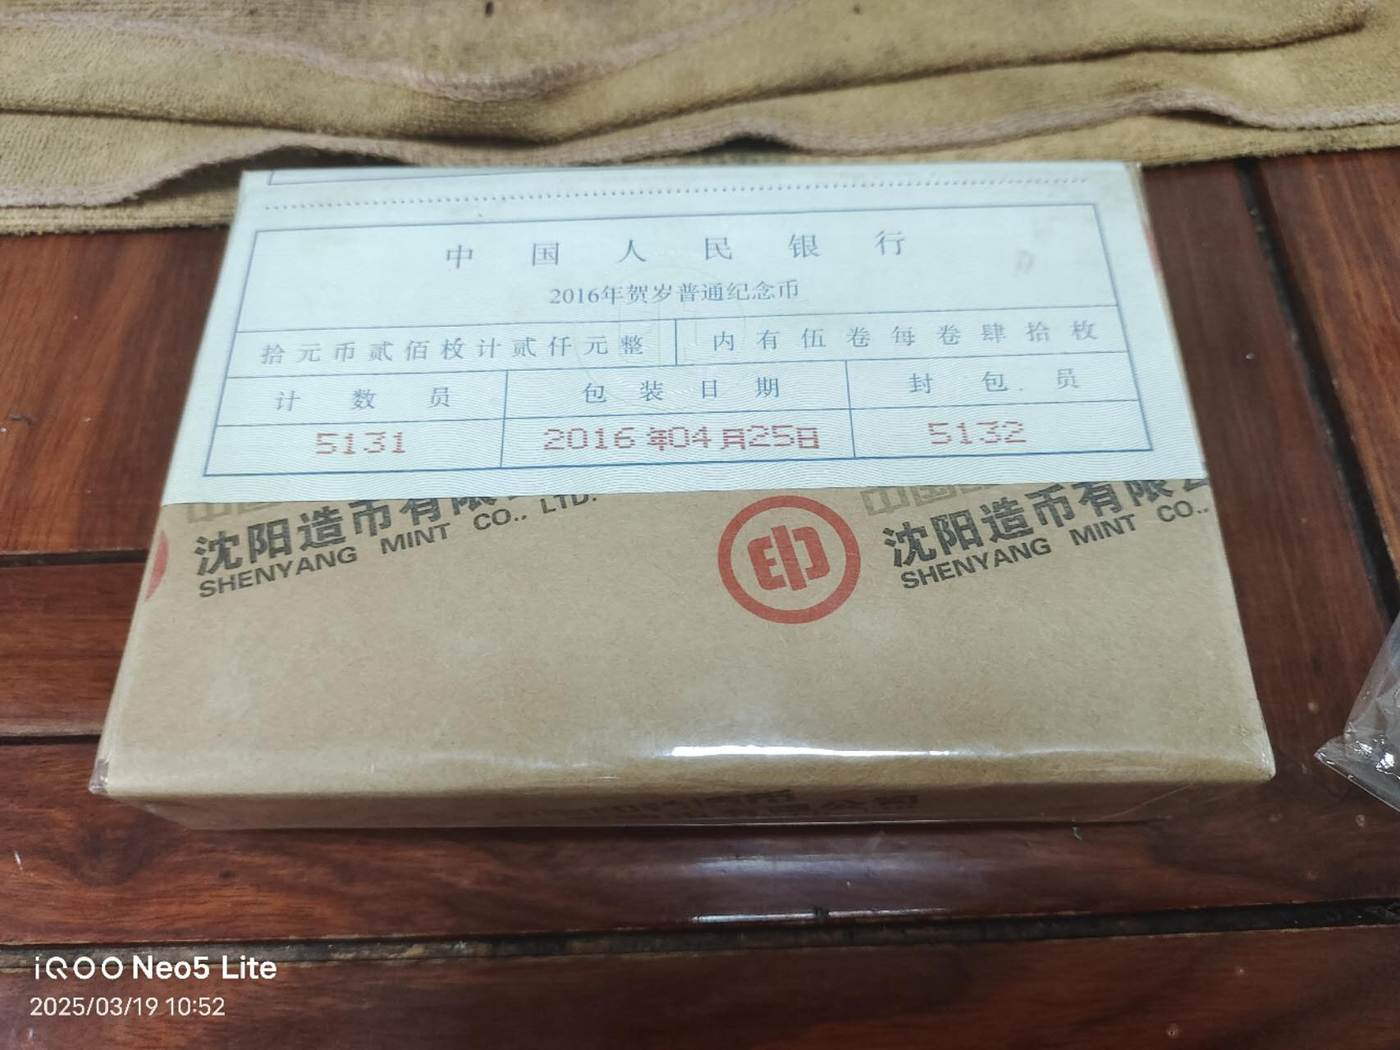 中国人民银行
2016年贺岁普通纪念币
拾元币贰佰枚计贰仟元整 内有伍卷每卷肆拾枚
计数员 包装日期 封包员
5131 2016年04月25日 5132
沈阳造币有限
SHENYANG MINT CO., LTD.
印
中国
沈阳造币有限公
SHENYANG MINT CO.,
iQOO Neo5 Lite
2025/03/19 10:52